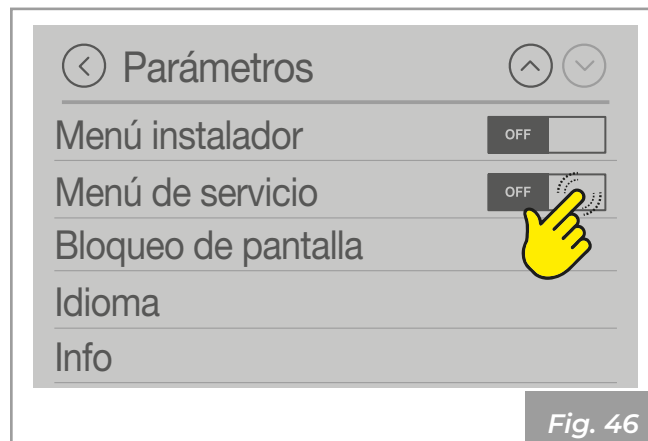 Parámetros
Menú instalador OFF
Menú de servicio OFF
Bloqueo de pantalla
Idioma
Info
Fig. 46